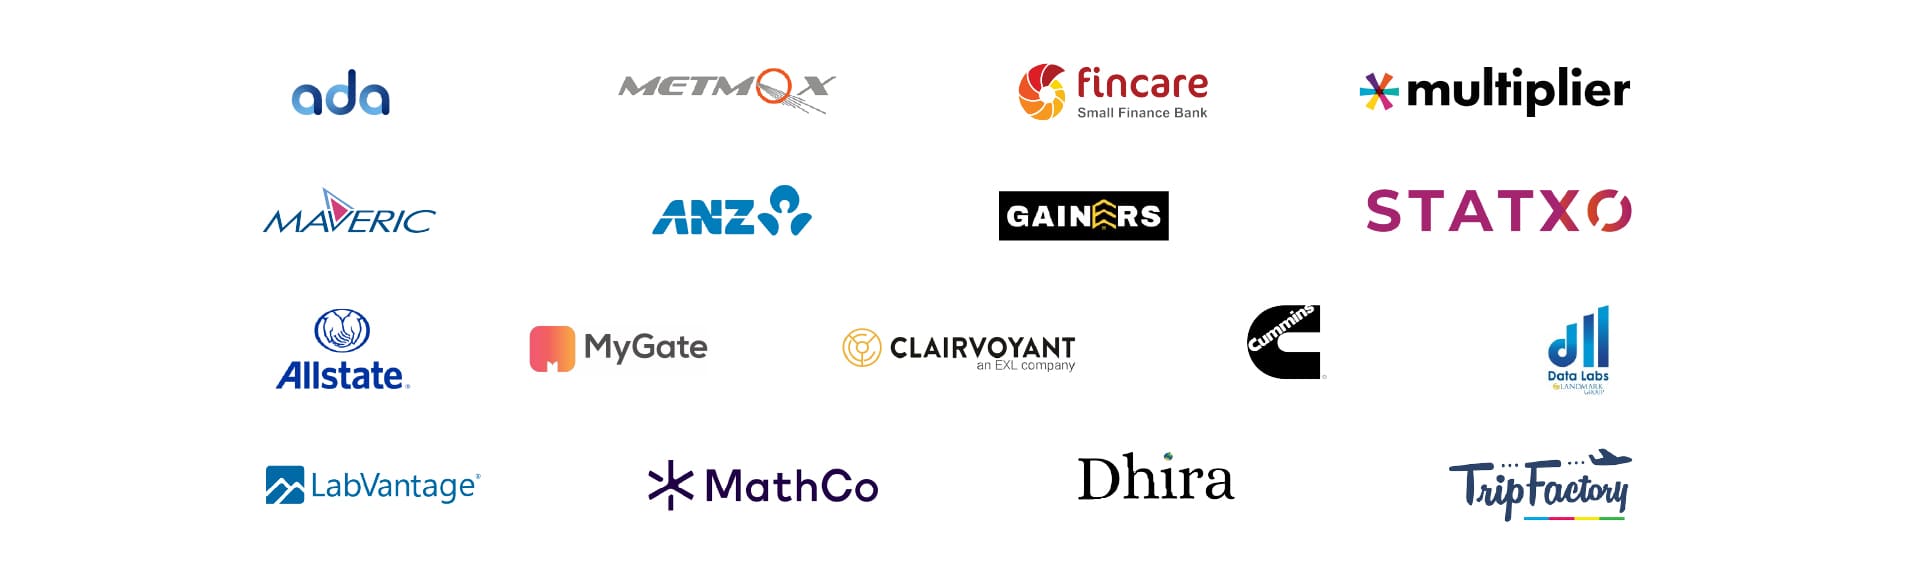 ada
METMOX
fincare
Small Finance Bank
multiplier
MAVERIC
ANZ
GAINERS
STATXO
Allstate®
MyGate
CLAIRVOYANT
an EXL company
Cummins
Data Labs
LANDMARK
GROUP
LabVantage®
MathCo
Dhira
TripFactory